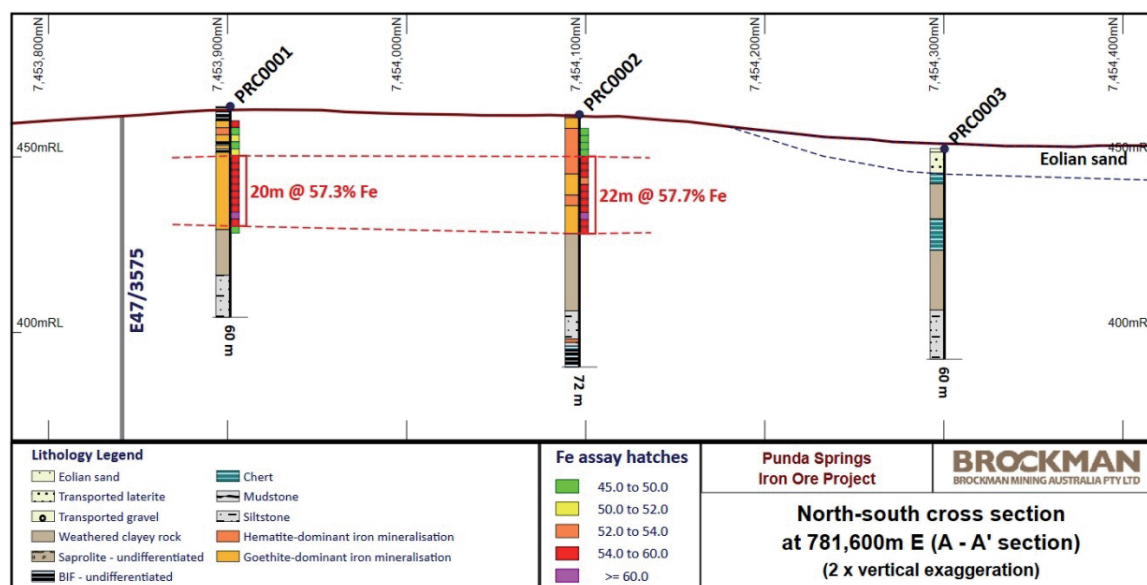 7,453,800mN
7,453,900mN
7,454,000mN
7,454,100mN
7,454,200mN
7,454,300mN
7,454,400mN
PRC0001
PRC0002
PRC0003
450mRL
450mRL
Eolian sand
20m @ 57.3% Fe
22m @ 57.7% Fe
E47/3575
400mRL
400mRL
60 m
72 m
60 m
Lithology Legend
Eolian sand
Transported laterite
Transported gravel
Weathered clayey rock
Saprolite - undifferentiated
BIF - undifferentiated
Chert
Mudstone
Siltstone
Hematite-dominant iron mineralisation
Goethite-dominant iron mineralisation
Fe assay hatches
45.0 to 50.0
50.0 to 52.0
52.0 to 54.0
54.0 to 60.0
>= 60.0
Punda Springs
Iron Ore Project
BROCKMAN
BROCKMAN MINING AUSTRALIA PTY LTD
North-south cross section
at 781,600m E (A - A' section)
(2 x vertical exaggeration)